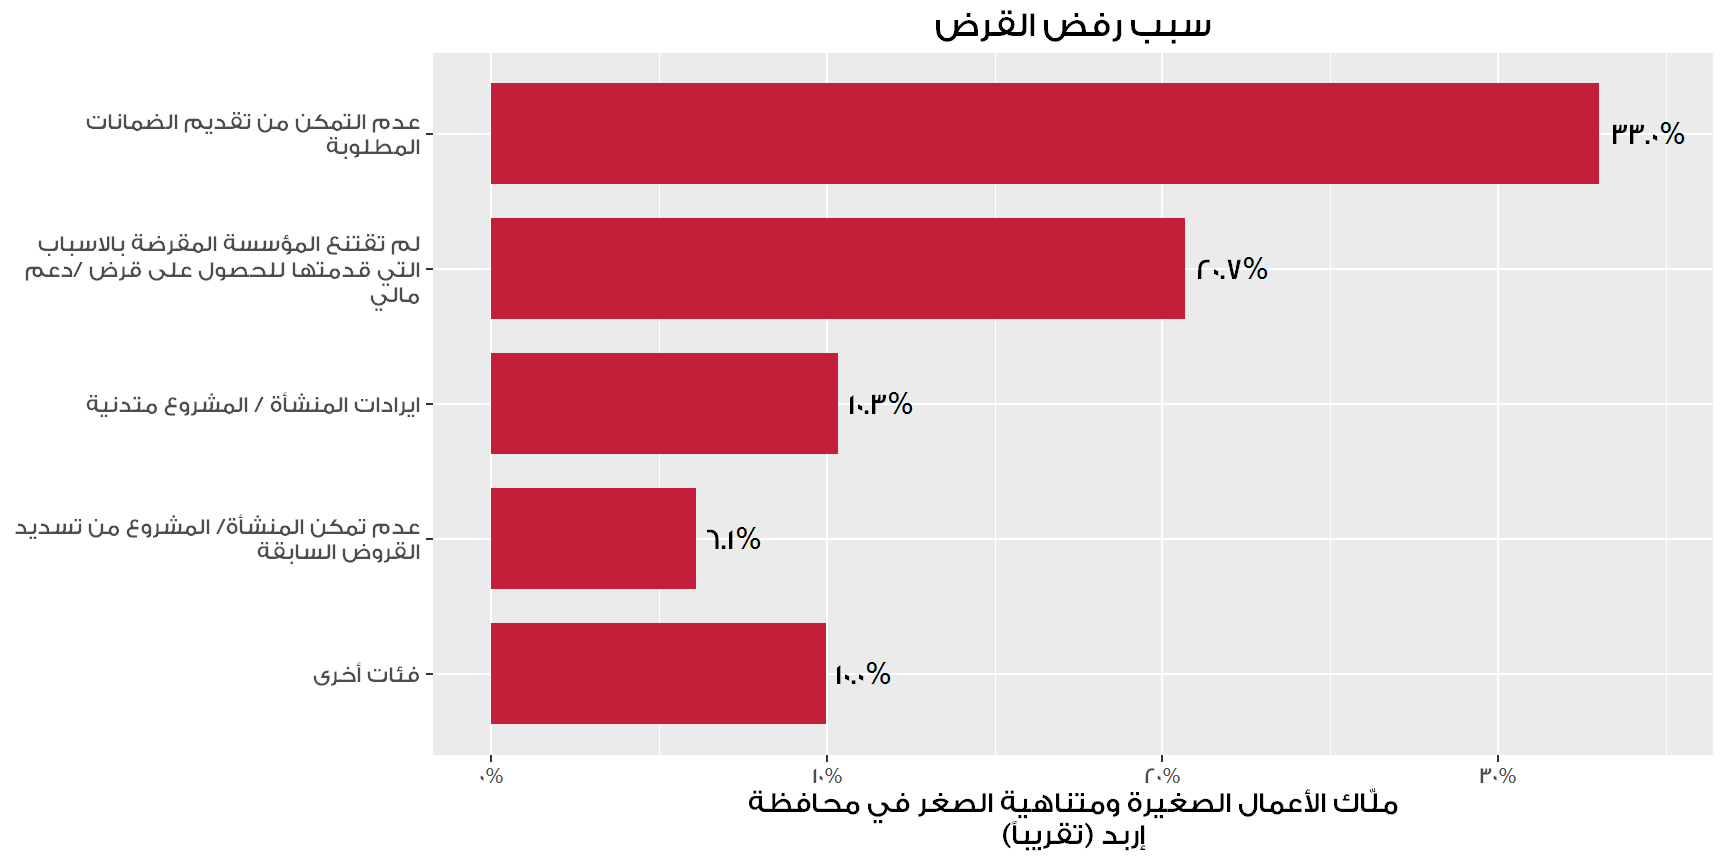 سبب رفض القرض
عدم التمكن من تقديم الضمانات
المطلوبة
٣٣.٠%
لم تقتنع المؤسسة المقرضة بالاسباب
التي قدمتها للحصول على قرض /دعم
مالي
٢٠.٧%
ايرادات المنشأة / المشروع متدنية
١٠.٣%
عدم تمكن المنشأة/ المشروع من تسديد
القروض السابقة
٦.١%
فئات أخرى
١٠.٠%
٠% ١٠% ٢٠% ٣٠%
ملّاك الأعمال الصغيرة ومتناهية الصغر في محافظة
إربد (تقريباً)